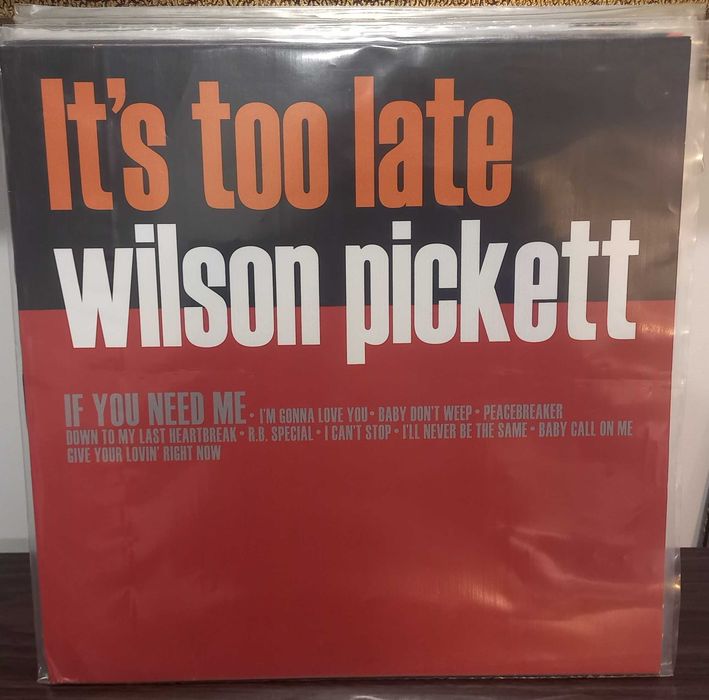 It's too late
wilson pickett
IF YOU NEED ME • I'M GONNA LOVE YOU • BABY DON'T WEEP • PEACEBREAKER
DOWN TO MY LAST HEARTBREAK • R.B. SPECIAL • I CAN'T STOP • I'LL NEVER BE THE SAME • BABY CALL ON ME
GIVE YOUR LOVIN' RIGHT NOW